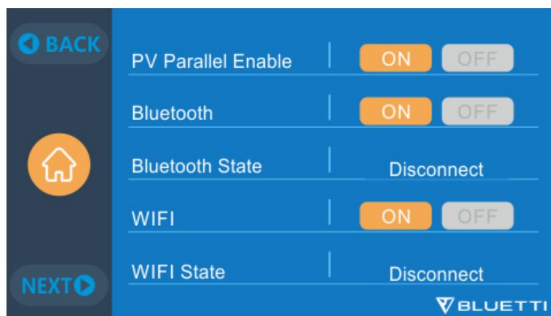 BACK
PV Parallel Enable ON OFF
Bluetooth ON OFF
Bluetooth State Disconnect
WIFI ON OFF
WIFI State Disconnect
NEXT
BLUETTI